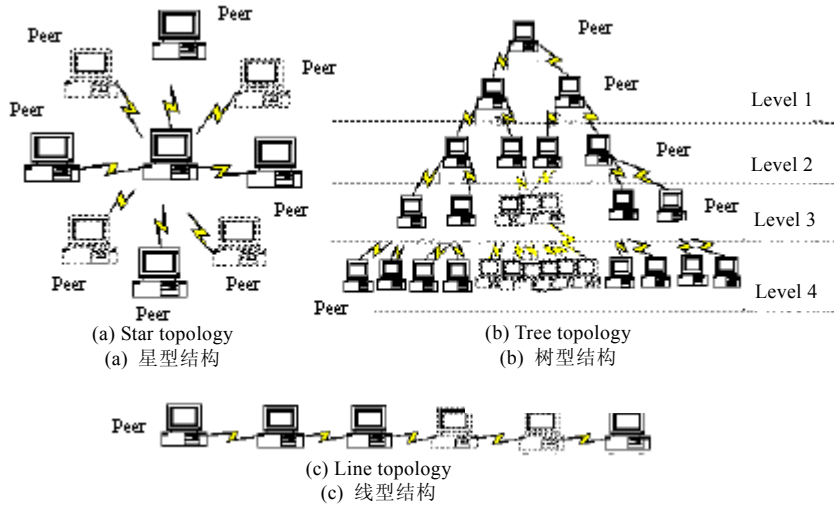 Peer
Peer
Peer
Peer
Peer
Peer
Peer
Peer
(a) Star topology
(a) 星型结构
Peer
Peer
Level 1
Peer
Level 2
Peer
Level 3
Peer
Level 4
(b) Tree topology
(b) 树型结构
Peer
(c) Line topology
(c) 线型结构